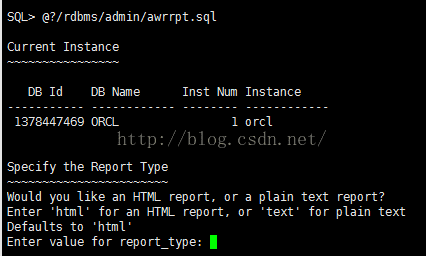 SQL> @?/rdbms/admin/awrrpt.sql
Current Instance
~~~~~~~~~~~~~~~~
DB Id DB Name Inst Num Instance
----------- ------------ -------- ------------
1378447469 ORCL 1 orcl
http://blog.csdn.net/
Specify the Report Type
~~~~~~~~~~~~~~~~~~~~~~~
Would you like an HTML report, or a plain text report?
Enter 'html' for an HTML report, or 'text' for plain text
Defaults to 'html'
Enter value for report_type: